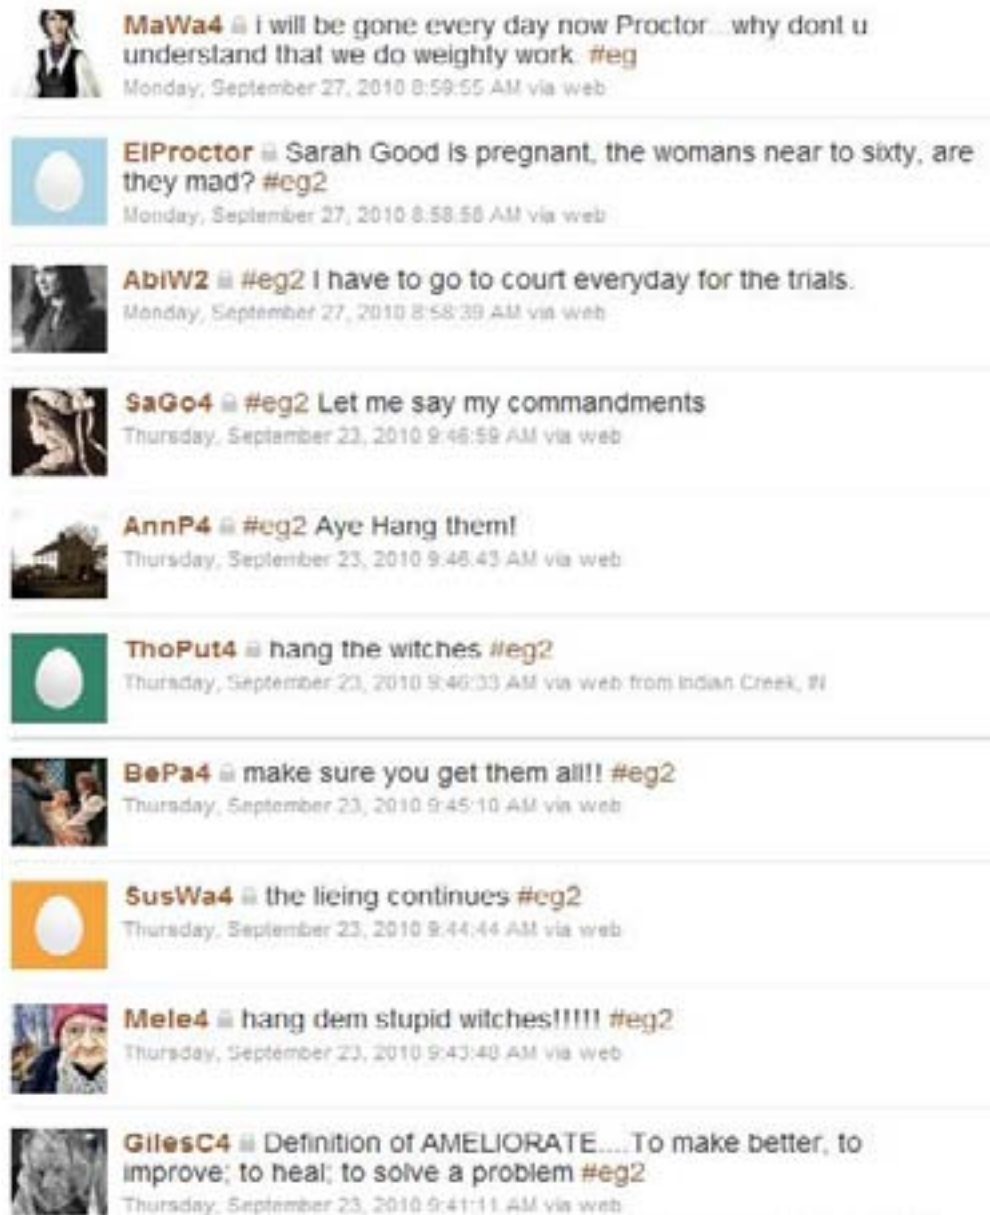 MaWa4 i will be gone every day now Proctor...why dont u
understand that we do weighty work. #eg
Monday, September 27, 2010 8:59:55 AM via web
ElProctor Sarah Good is pregnant, the womans near to sixty, are
they mad? #eg2
Monday, September 27, 2010 8:58:58 AM via web
AbiW2 #eg2 I have to go to court everyday for the trials.
Monday, September 27, 2010 8:58:39 AM via web
SaGo4 #eg2 Let me say my commandments
Thursday, September 23, 2010 9:46:59 AM via web
AnnP4 #eg2 Aye Hang them!
Thursday, September 23, 2010 9:46:43 AM via web
ThoPut4 hang the witches #eg2
Thursday, September 23, 2010 9:46:33 AM via web from Indian Creek, IN
BePa4 make sure you get them all!! #eg2
Thursday, September 23, 2010 9:45:10 AM via web
SusWa4 the lieing continues #eg2
Thursday, September 23, 2010 9:44:44 AM via web
Mele4 hang dem stupid witches!!!!! #eg2
Thursday, September 23, 2010 9:43:48 AM via web
GilesC4 Definition of AMELIORATE....To make better, to
improve; to heal; to solve a problem #eg2
Thursday, September 23, 2010 9:41:11 AM via web